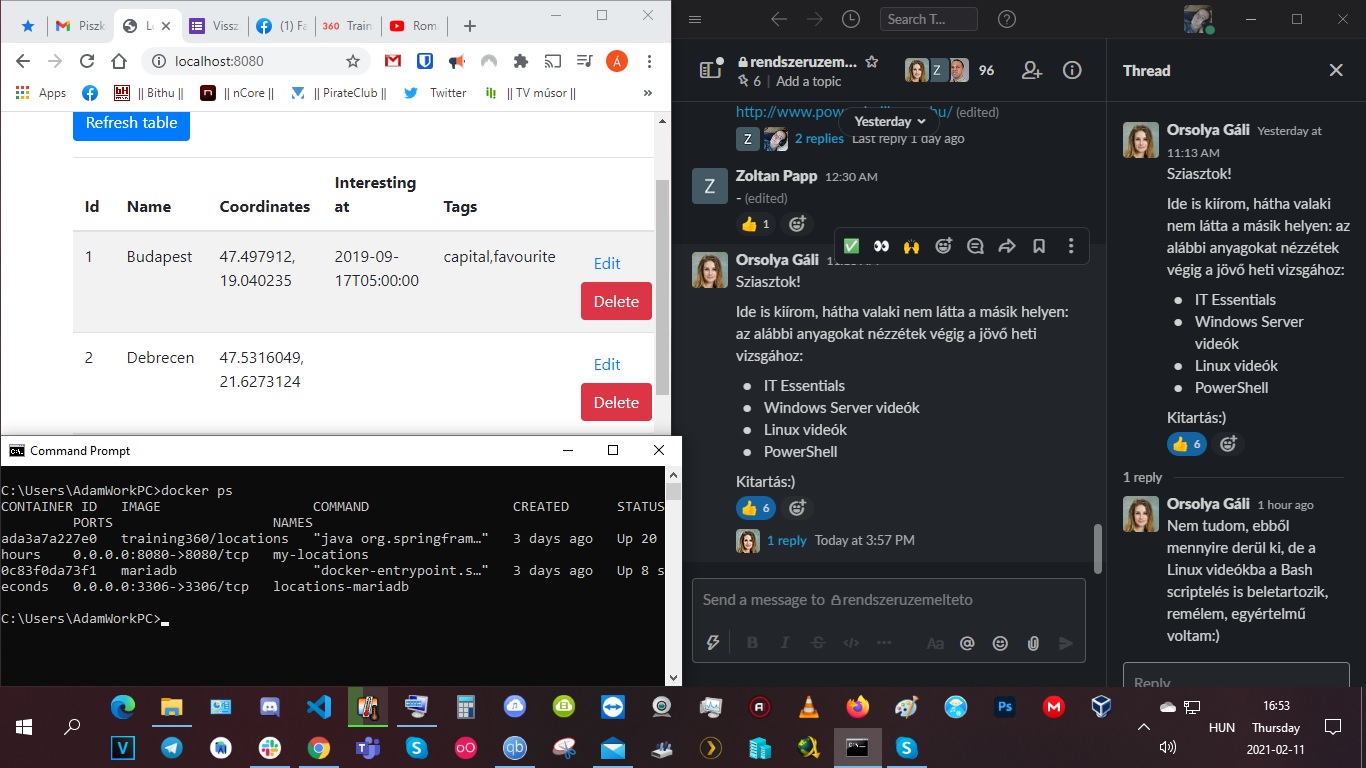 Piszk
Lo
Vissz
(1) Fa
360 Train
Rom
localhost:8080
Á
Apps
|| Bithu ||
|| nCore ||
|| PirateClub ||
Twitter
|| TV műsor ||
»
Refresh table
Id Name Coordinates Interesting at Tags
1 Budapest 47.497912, 19.040235 2019-09-17T05:00:00 capital,favourite
Edit
Delete
2 Debrecen 47.5316049, 21.6273124
Edit
Delete
Command Prompt
C:\Users\AdamWorkPC>docker ps
CONTAINER ID IMAGE COMMAND CREATED STATUS
PORTS NAMES
ada3a7a227e0 training360/locations "java org.springfram…" 3 days ago Up 20
hours 0.0.0.0:8080->8080/tcp my-locations
0c83f0da73f1 mariadb "docker-entrypoint.s…" 3 days ago Up 8 s
econds 0.0.0.0:3306->3306/tcp locations-mariadb
C:\Users\AdamWorkPC>
Search T...
rendszeruzem...
6 | Add a topic
Z
96
(edited)
Yesterday
Z
2 replies Last reply 1 day ago
Z
Zoltan Papp 12:30 AM
- (edited)
1
Orsolya Gáli
Sziasztok!
Ide is kiírom, hátha valaki nem látta a másik helyen:
az alábbi anyagokat nézzétek végig a jövő heti
vizsgához:
● IT Essentials
● Windows Server videók
● Linux videók
● PowerShell
Kitartás:)
6
1 reply Today at 3:57 PM
Send a message to rendszeruzemelteto
B I S </> Aa @
Thread
Orsolya Gáli Yesterday at
11:13 AM
Sziasztok!
Ide is kiírom, hátha valaki
nem látta a másik helyen: az
alábbi anyagokat nézzétek
végig a jövő heti vizsgához:
● IT Essentials
● Windows Server
videók
● Linux videók
● PowerShell
Kitartás:)
6
1 reply
Orsolya Gáli 1 hour ago
Nem tudom, ebből
mennyire derül ki, de a
Linux videókba a Bash
scriptelés is beletartozik,
remélem, egyértelmű
voltam:)
Reply
Ps
V
qb
HUN
16:53
Thursday
2021-02-11